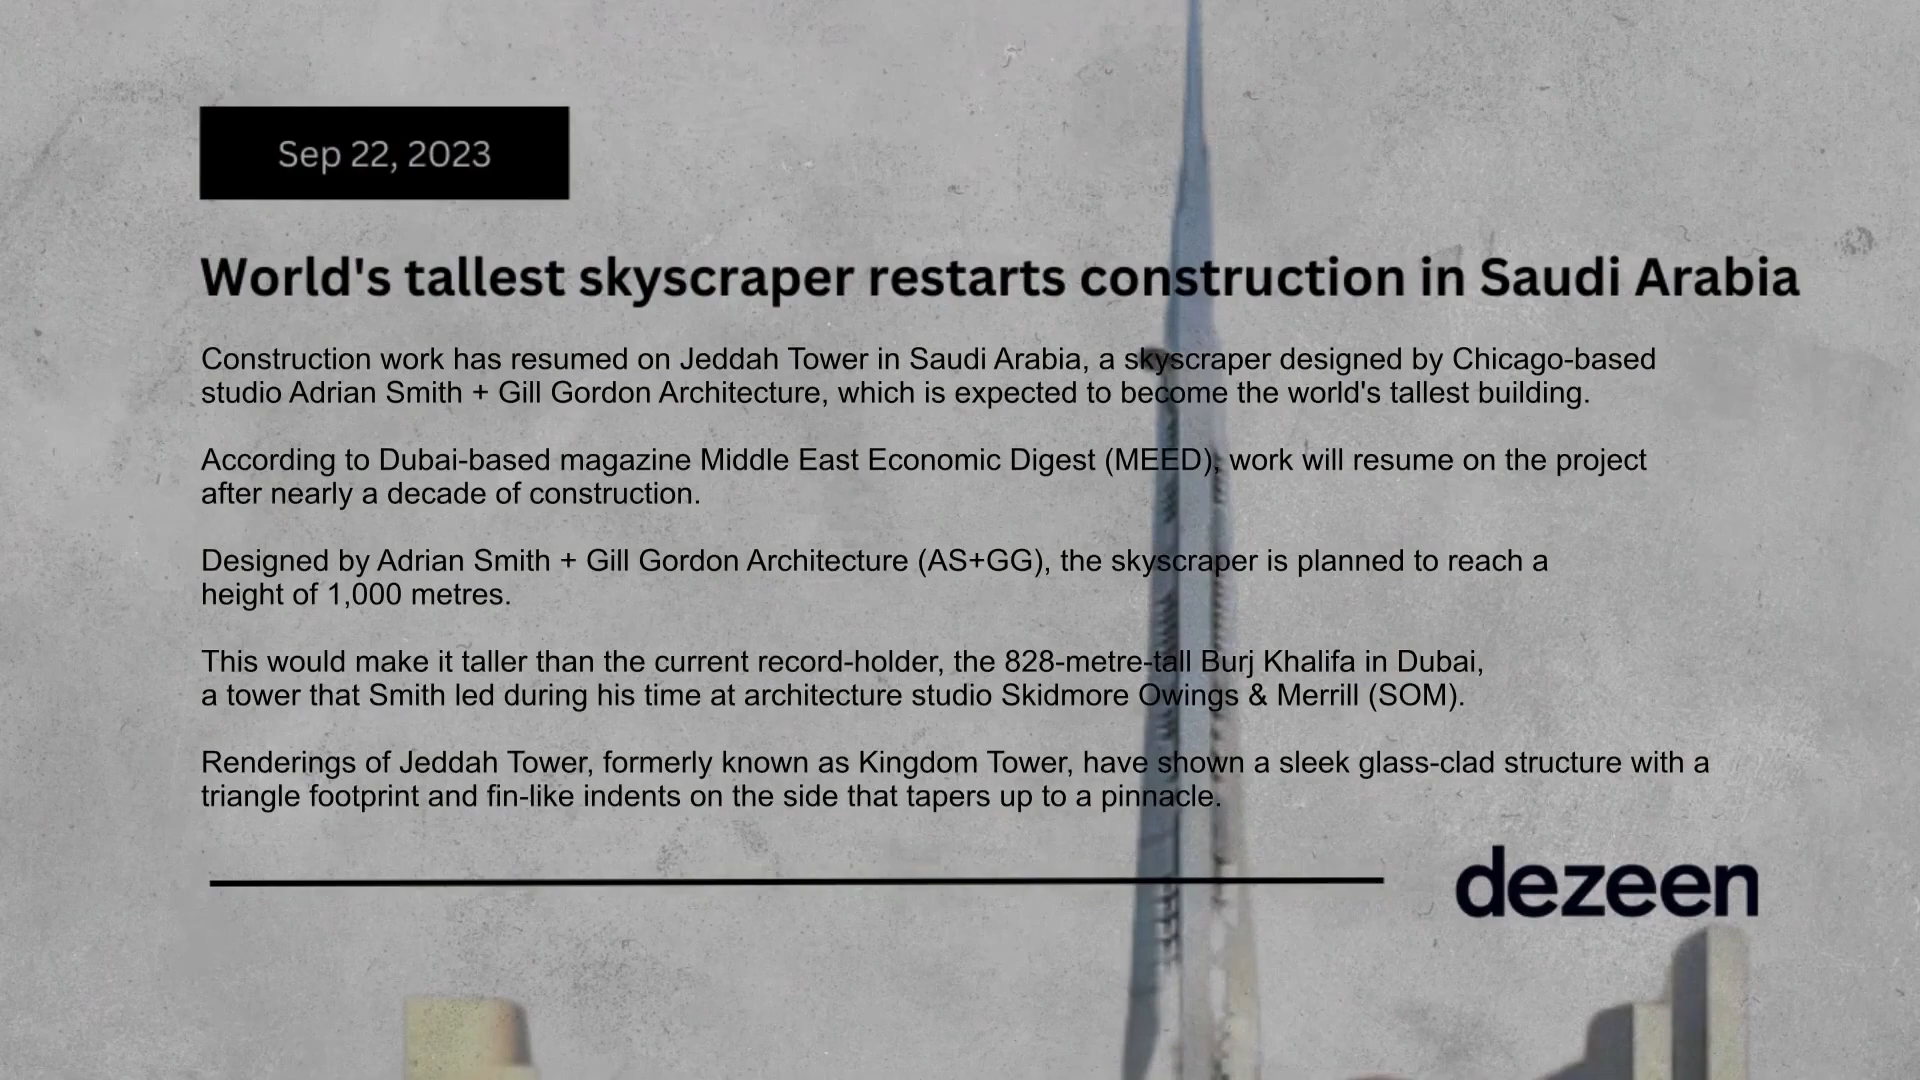 Sep 22, 2023
World's tallest skyscraper restarts construction in Saudi Arabia
Construction work has resumed on Jeddah Tower in Saudi Arabia, a skyscraper designed by Chicago-based
studio Adrian Smith + Gill Gordon Architecture, which is expected to become the world's tallest building.
According to Dubai-based magazine Middle East Economic Digest (MEED), work will resume on the project
after nearly a decade of construction.
Designed by Adrian Smith + Gill Gordon Architecture (AS+GG), the skyscraper is planned to reach a
height of 1,000 metres.
This would make it taller than the current record-holder, the 828-metre-tall Burj Khalifa in Dubai,
a tower that Smith led during his time at architecture studio Skidmore Owings & Merrill (SOM).
Renderings of Jeddah Tower, formerly known as Kingdom Tower, have shown a sleek glass-clad structure with a
triangle footprint and fin-like indents on the side that tapers up to a pinnacle.
dezeen